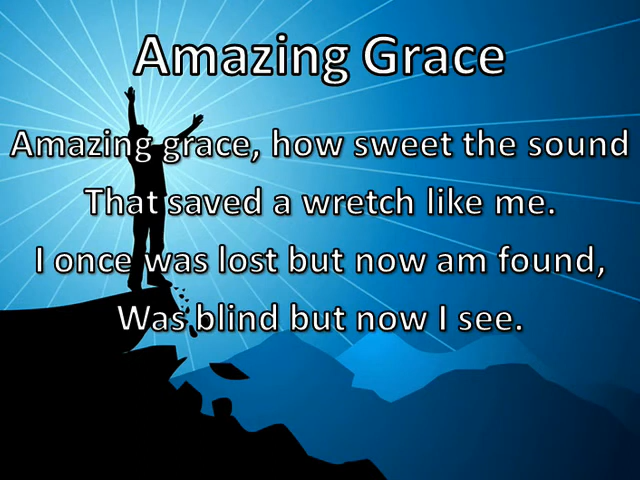 Amazing Grace
Amazing grace, how sweet the sound
That saved a wretch like me.
I once was lost but now am found,
Was blind but now I see.